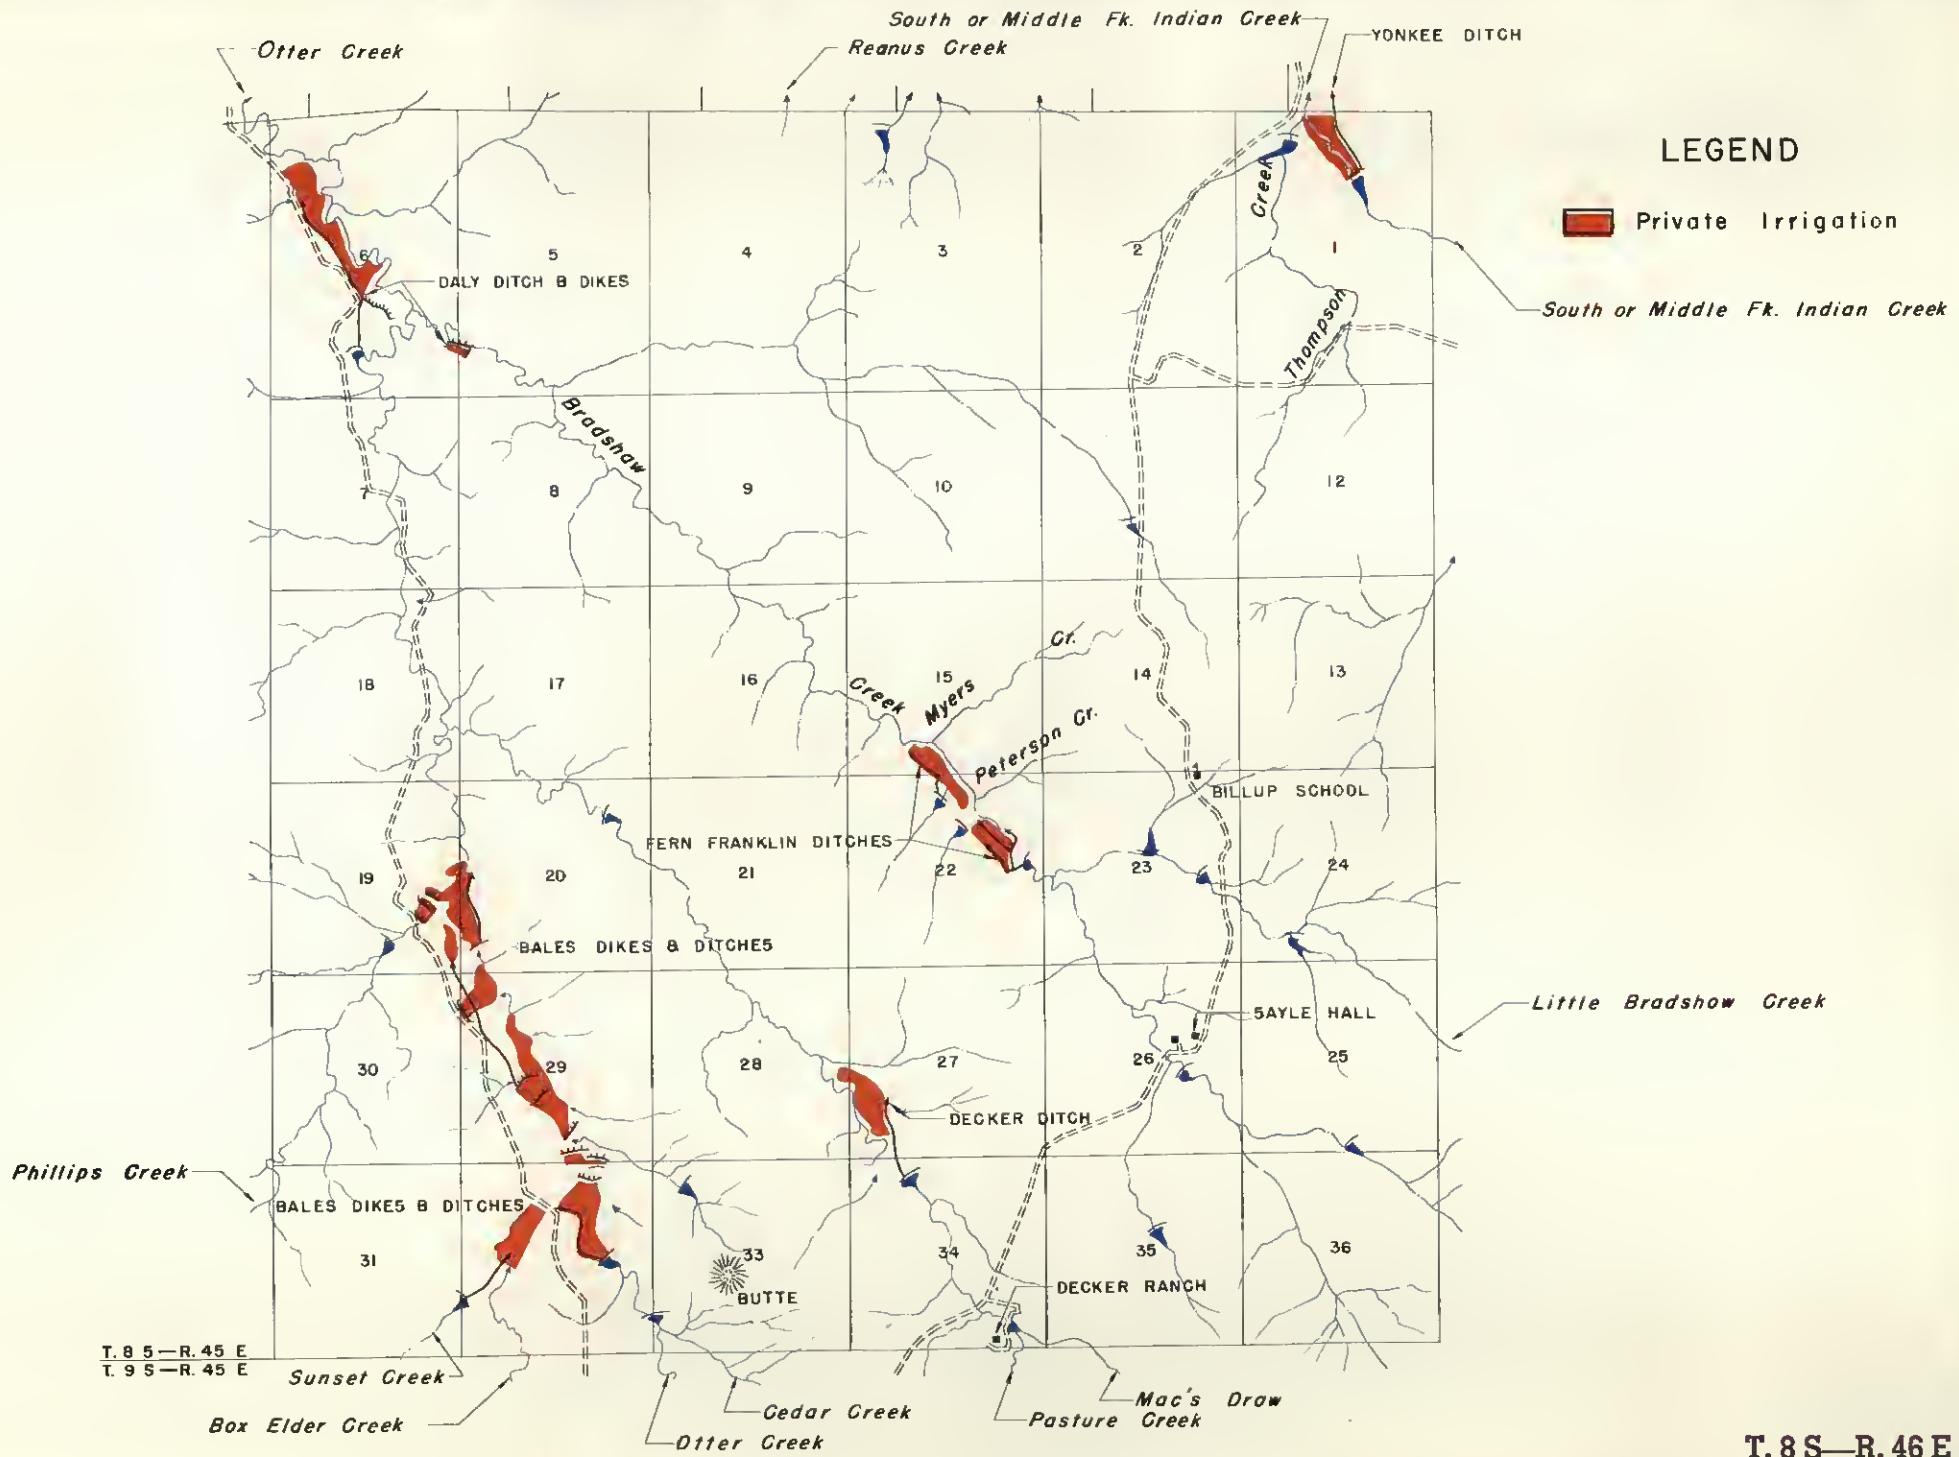 South or Middle Fk. Indian Creek
YONKEE DITCH
Otter Creek
Reanus Creek
LEGEND
Private Irrigation
Creek
6
5
4
3
2
1
DALY DITCH & DIKES
South or Middle Fk. Indian Creek
Thompson
Bradshaw
7
8
9
10
12
Cr.
18
17
16
15
14
13
Creek
Myers
Peterson Cr.
BILLUP SCHOOL
FERN FRANKLIN DITCHES
19
20
21
22
23
24
BALES DIKES & DITCHES
Little Bradshow Creek
SAYLE HALL
30
29
28
27
26
25
DECKER DITCH
Phillips Creek
BALES DIKES & DITCHES
31
33
34
35
36
BUTTE
DECKER RANCH
T. 8 S—R. 45 E
T. 9 S—R. 45 E
Sunset Creek
Box Elder Creek
Cedar Creek
Otter Creek
Mac's Draw
Pasture Creek
T. 8 S—R. 46 E